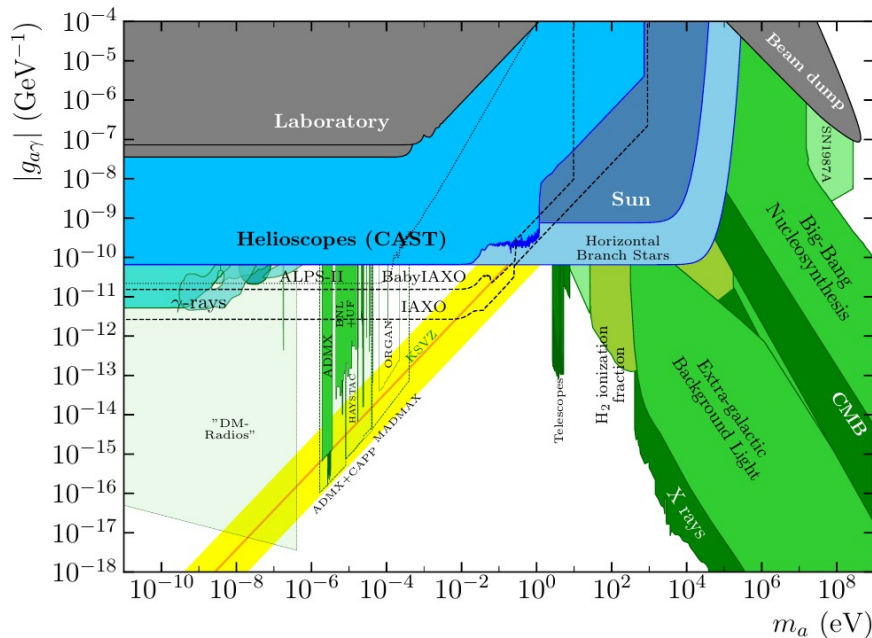 10⁻⁴
10⁻⁵
10⁻⁶
10⁻⁷
10⁻⁸
10⁻⁹
10⁻¹⁰
10⁻¹¹
10⁻¹²
10⁻¹³
10⁻¹⁴
10⁻¹⁵
10⁻¹⁶
10⁻¹⁷
10⁻¹⁸
|g_{aγ}| (GeV⁻¹)
Laboratory
Helioscopes (CAST)
Sun
Horizontal
Branch Stars
Beam dump
SN1987A
Big-Bang
Nucleosynthesis
CMB
Extra-galactic
Background Light
X rays
H₂ ionization
fraction
Telescopes
γ-rays
ALPS-II
BabyIAXO
IAXO
ADMX
BNL
+UF
HAYSTAC
ORGAN
KSVZ
ADMX+CAPP MADMAX
"DM-
Radios"
10⁻¹⁰ 10⁻⁸ 10⁻⁶ 10⁻⁴ 10⁻² 10⁰ 10² 10⁴ 10⁶ 10⁸
m_a (eV)